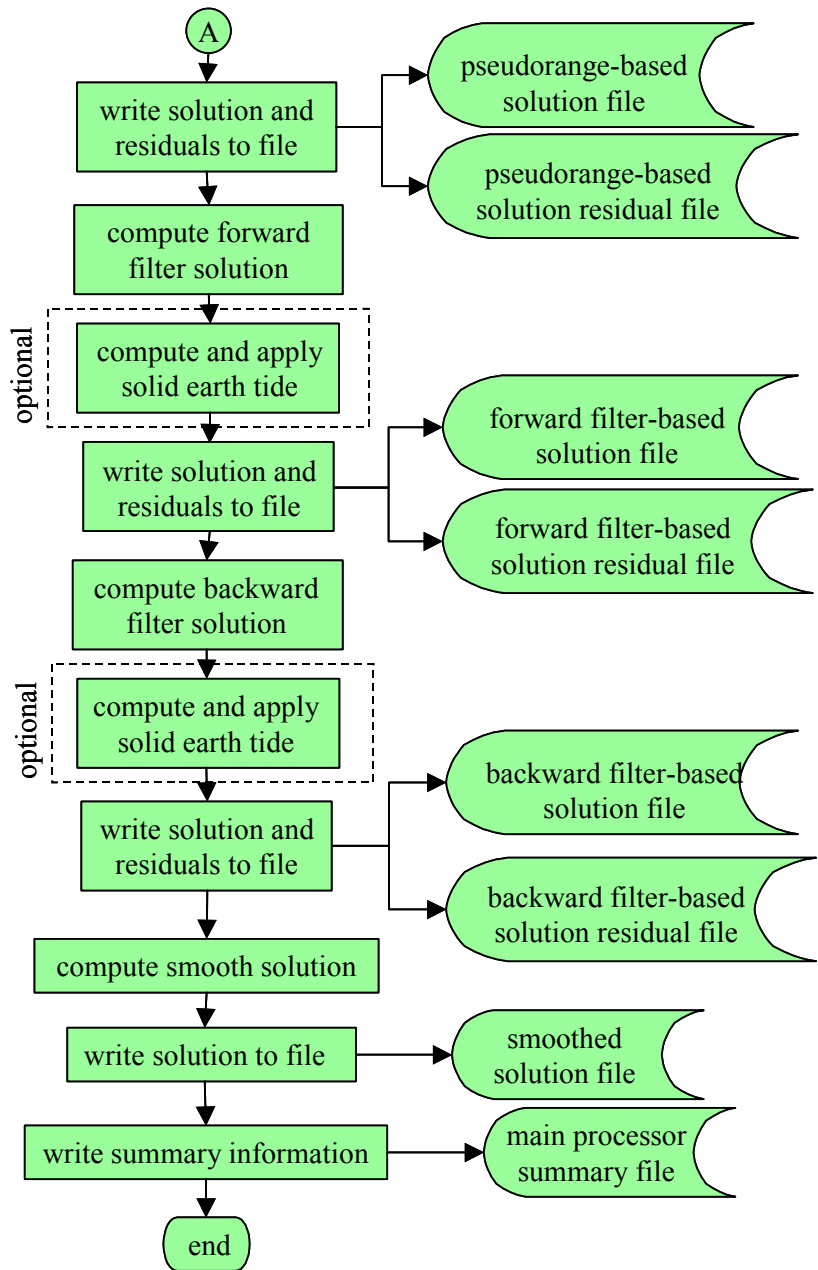 A
write solution and
residuals to file
pseudorange-based
solution file
pseudorange-based
solution residual file
compute forward
filter solution
optional
compute and apply
solid earth tide
write solution and
residuals to file
forward filter-based
solution file
forward filter-based
solution residual file
compute backward
filter solution
optional
compute and apply
solid earth tide
write solution and
residuals to file
backward filter-based
solution file
backward filter-based
solution residual file
compute smooth solution
write solution to file
smoothed
solution file
write summary information
main processor
summary file
end